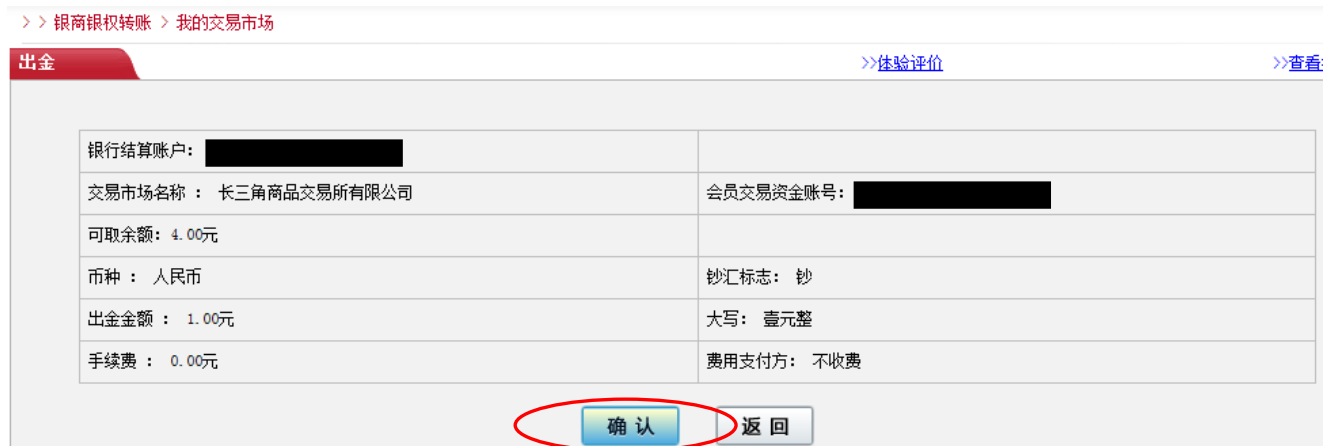 > > 银商银权转账 > 我的交易市场
出金 >>体验评价 >>查看
银行结算账户：
交易市场名称 ： 长三角商品交易所有限公司 会员交易资金账号：
可取余额：4.00元
币种 ： 人民币 钞汇标志： 钞
出金金额 ： 1.00元 大写： 壹元整
手续费 ： 0.00元 费用支付方： 不收费
确 认 返 回